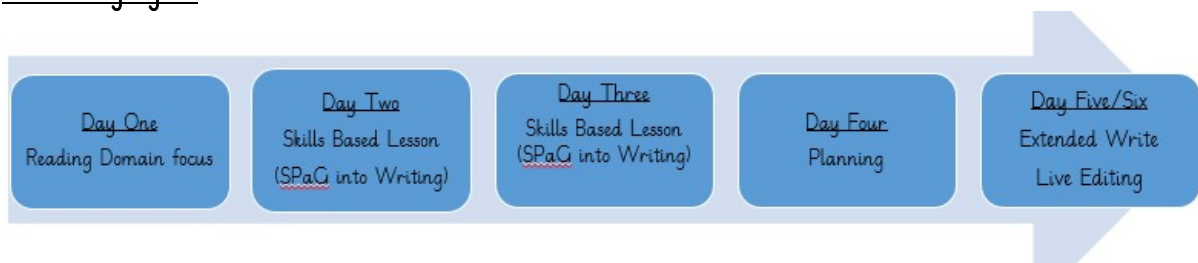 Day One
Reading Domain focus
Day Two
Skills Based Lesson
(SPaG into Writing)
Day Three
Skills Based Lesson
(SPaG into Writing)
Day Four
Planning
Day Five/Six
Extended Write
Live Editing